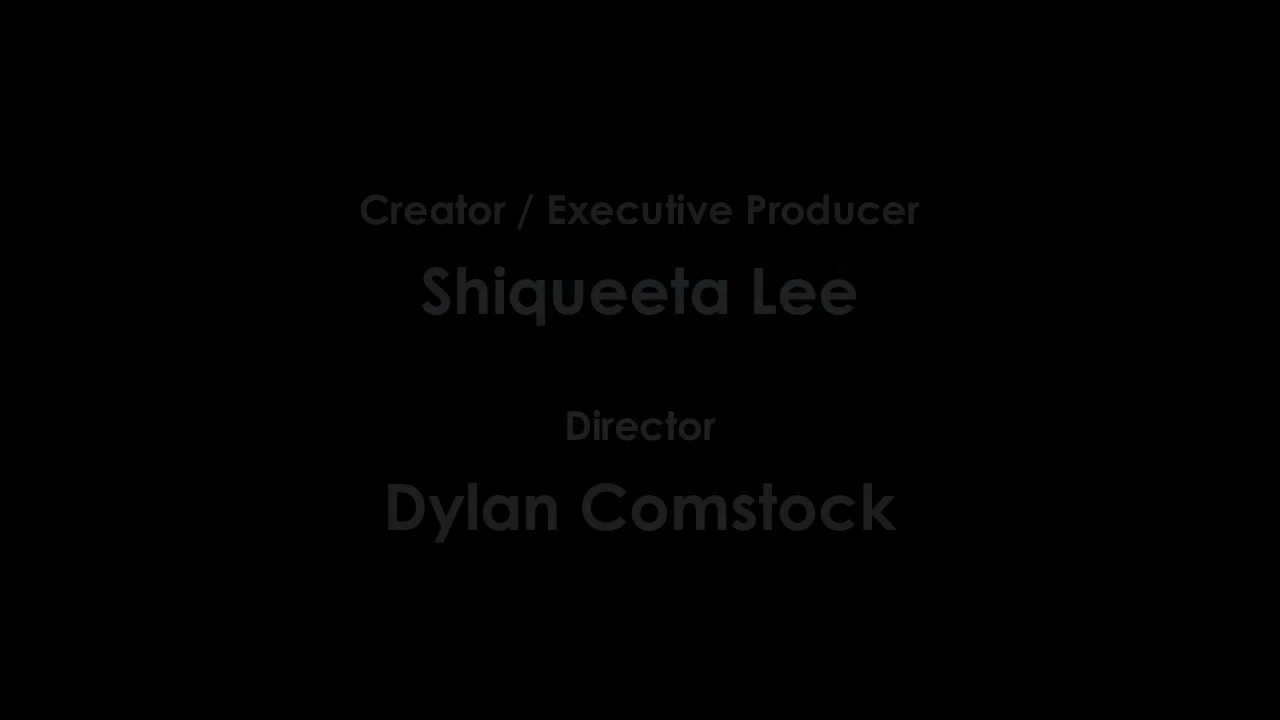 Creator / Executive Producer
Shiqueeta Lee
Director
Dylan Comstock